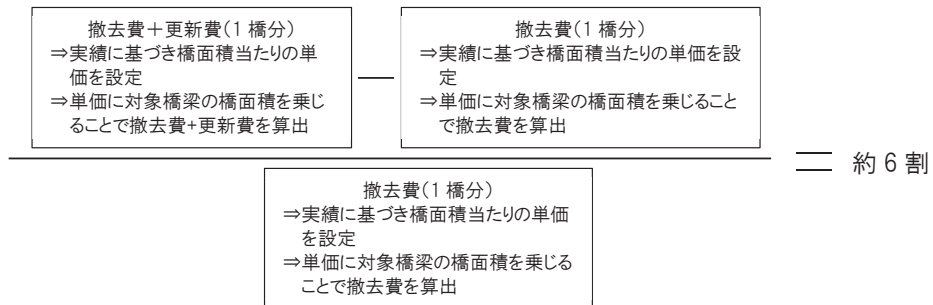 撤去費＋更新費(1橋分)
⇒実績に基づき橋面積当たりの単
価を設定
⇒単価に対象橋梁の橋面積を乗じ
ることで撤去費+更新費を算出
撤去費(1橋分)
⇒実績に基づき橋面積当たりの単価を設
定
⇒単価に対象橋梁の橋面積を乗じること
で撤去費を算出
撤去費(1橋分)
⇒実績に基づき橋面積当たりの単価
を設定
⇒単価に対象橋梁の橋面積を乗じる
ことで撤去費を算出
約6割